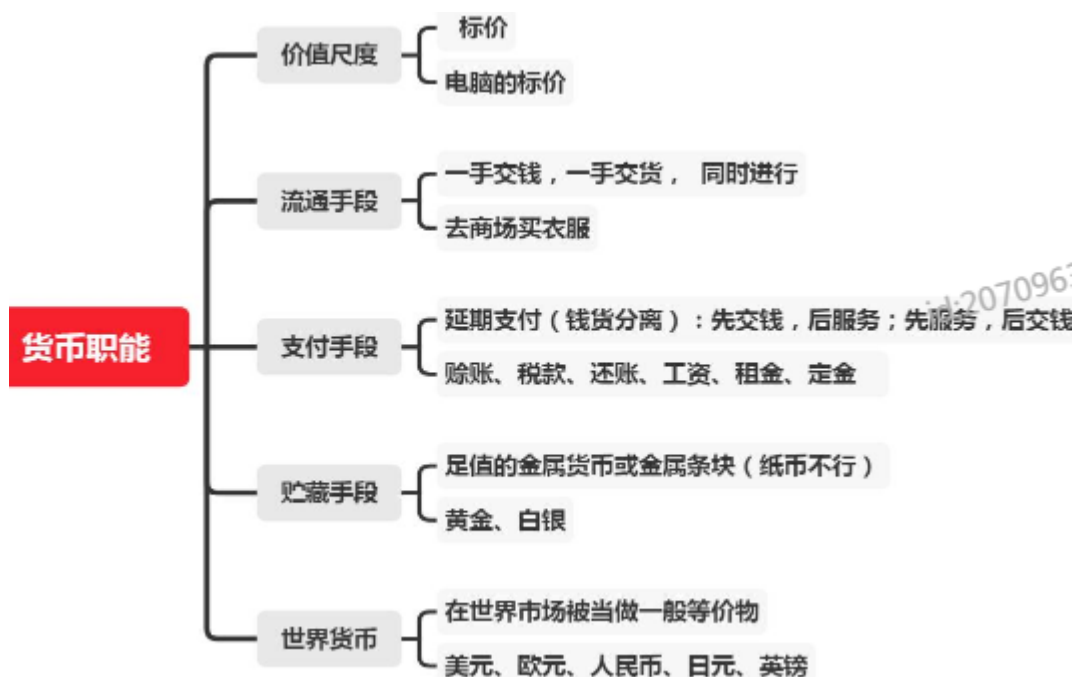 货币职能
价值尺度
标价
电脑的标价
流通手段
一手交钱，一手交货， 同时进行
去商场买衣服
支付手段
延期支付（钱货分离）：先交钱，后服务；先服务，后交钱
赊账、税款、还账、工资、租金、定金
贮藏手段
足值的金属货币或金属条块（纸币不行）
黄金、白银
世界货币
在世界市场被当做一般等价物
美元、欧元、人民币、日元、英镑